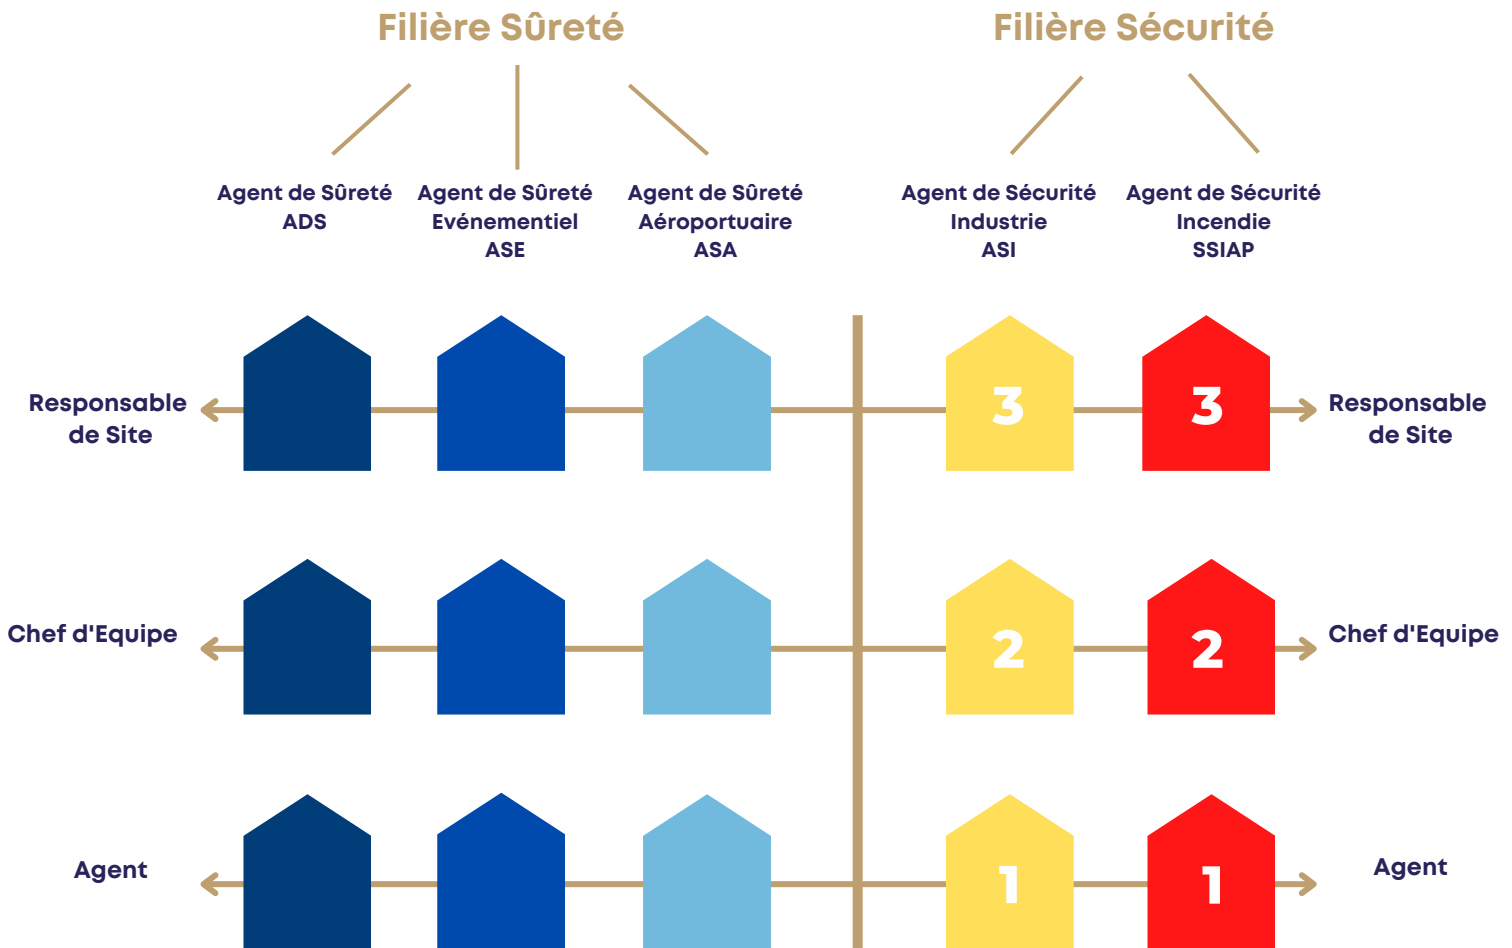 Filière Sûreté
Filière Sécurité
Agent de Sûreté
ADS
Agent de Sûreté
Evénementiel
ASE
Agent de Sûreté
Aéroportuaire
ASA
Agent de Sécurité
Industrie
ASI
Agent de Sécurité
Incendie
SSIAP
Responsable
de Site
3
3
Responsable
de Site
Chef d'Equipe
2
2
Chef d'Equipe
Agent
1
1
Agent